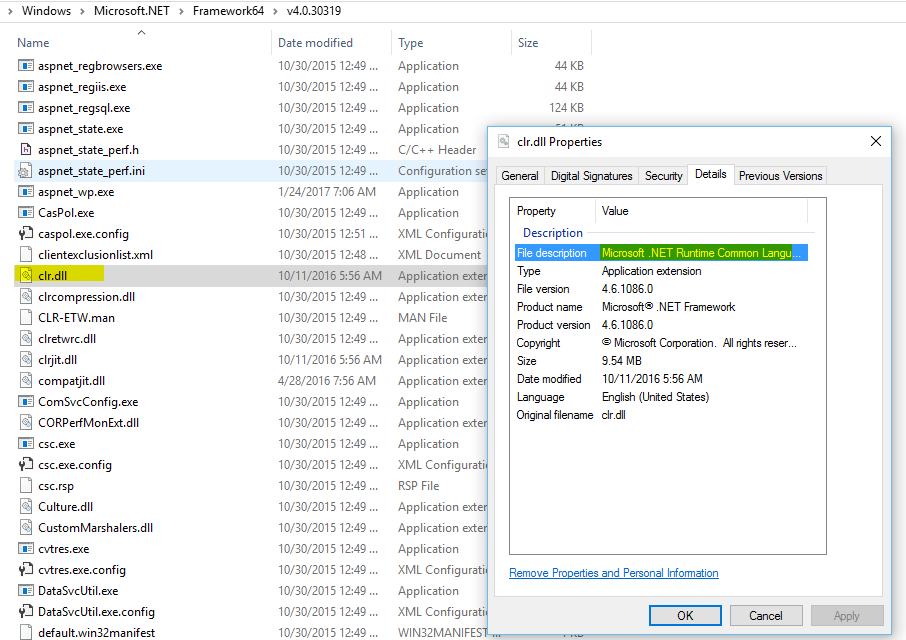 Windows > Microsoft.NET > Framework64 > v4.0.30319
Name Date modified Type Size
aspnet_regbrowsers.exe 10/30/2015 12:49 ... Application 44 KB
aspnet_regiis.exe 10/30/2015 12:49 ... Application 44 KB
aspnet_regsql.exe 10/30/2015 12:49 ... Application 124 KB
aspnet_state.exe 10/30/2015 12:49 ... Application 51 KB
aspnet_state_perf.h 10/30/2015 12:49 ... C/C++ Header
aspnet_state_perf.ini 10/30/2015 12:49 ... Configuration se
aspnet_wp.exe 1/24/2017 7:06 AM Application
CasPol.exe 10/30/2015 12:49 ... Application
caspol.exe.config 10/30/2015 12:51 ... XML Configurati
clientexclusionlist.xml 10/30/2015 12:48 ... XML Document
clr.dll 10/11/2016 5:56 AM Application exter
clrcompression.dll 10/30/2015 12:49 ... Application exter
CLR-ETW.man 10/30/2015 12:49 ... MAN File
clretwrc.dll 10/30/2015 12:49 ... Application exter
clrjit.dll 10/11/2016 5:56 AM Application exter
compatjit.dll 4/28/2016 7:56 AM Application exter
ComSvcConfig.exe 10/30/2015 12:49 ... Application
CORPerfMonExt.dll 10/30/2015 12:49 ... Application exter
csc.exe 10/30/2015 12:49 ... Application
csc.exe.config 10/30/2015 12:49 ... XML Configurati
csc.rsp 10/30/2015 12:49 ... RSP File
Culture.dll 10/30/2015 12:49 ... Application exter
CustomMarshalers.dll 10/30/2015 12:49 ... Application exter
cvtres.exe 10/30/2015 12:49 ... Application
cvtres.exe.config 10/30/2015 12:49 ... XML Configurati
DataSvcUtil.exe 10/30/2015 12:49 ... Application
DataSvcUtil.exe.config 10/30/2015 12:49 ... XML Configurati
default.win32manifest 10/30/2015 12:49 ... WIN32MANIFEST ... 1 KB
clr.dll Properties
General Digital Signatures Security Details Previous Versions
Property Value
Description
File description Microsoft .NET Runtime Common Langu...
Type Application extension
File version 4.6.1086.0
Product name Microsoft® .NET Framework
Product version 4.6.1086.0
Copyright © Microsoft Corporation. All rights reser...
Size 9.54 MB
Date modified 10/11/2016 5:56 AM
Language English (United States)
Original filename clr.dll
Remove Properties and Personal Information
OK Cancel Apply